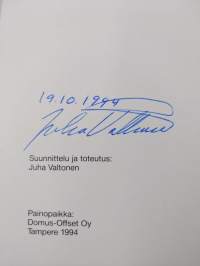 19.10.1994
Juha Valtonen
Suunnittelu ja toteutus:
Juha Valtonen
Painopaikka:
Domus-Offset Oy
Tampere 1994